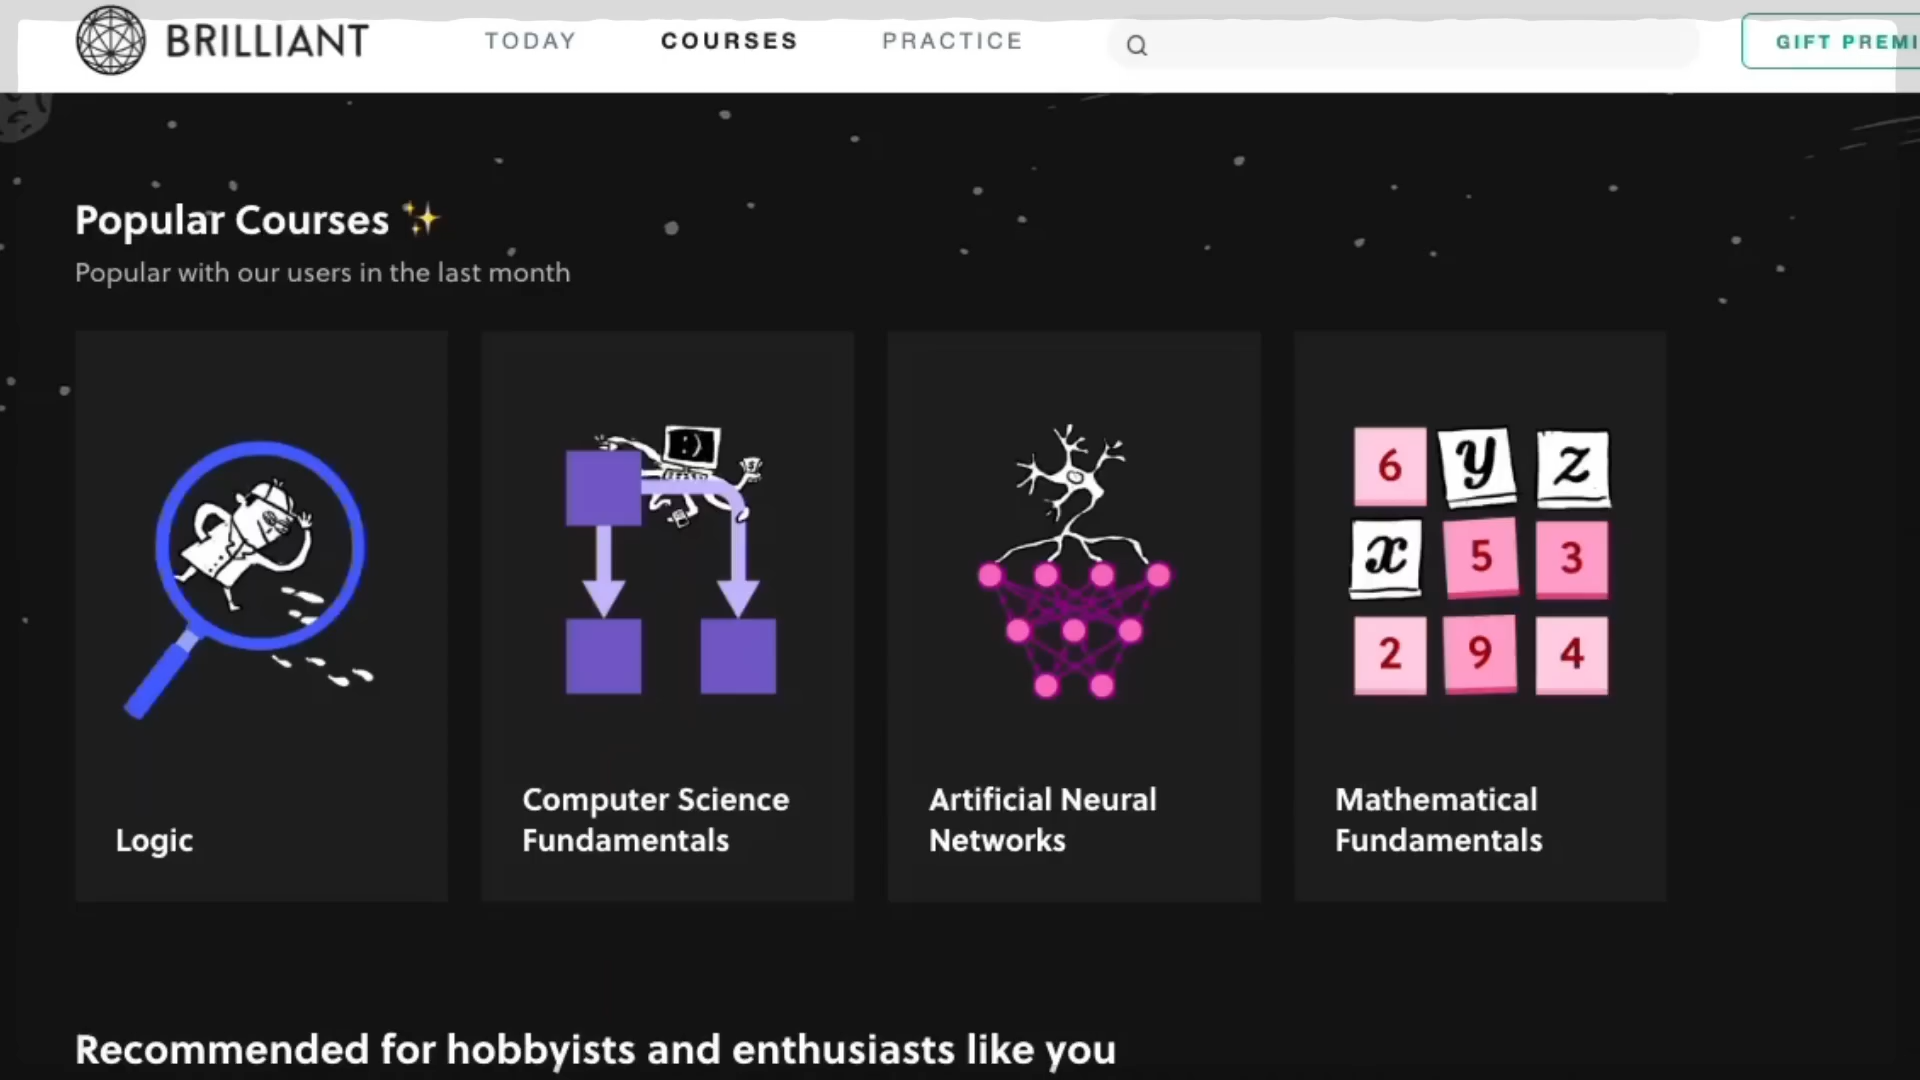 BRILLIANT
TODAY
COURSES
PRACTICE
GIFT PREMI
Popular Courses ✨
Popular with our users in the last month
:)
6 y z
x 5 3
2 9 4
Logic
Computer Science
Fundamentals
Artificial Neural
Networks
Mathematical
Fundamentals
Recommended for hobbyists and enthusiasts like you